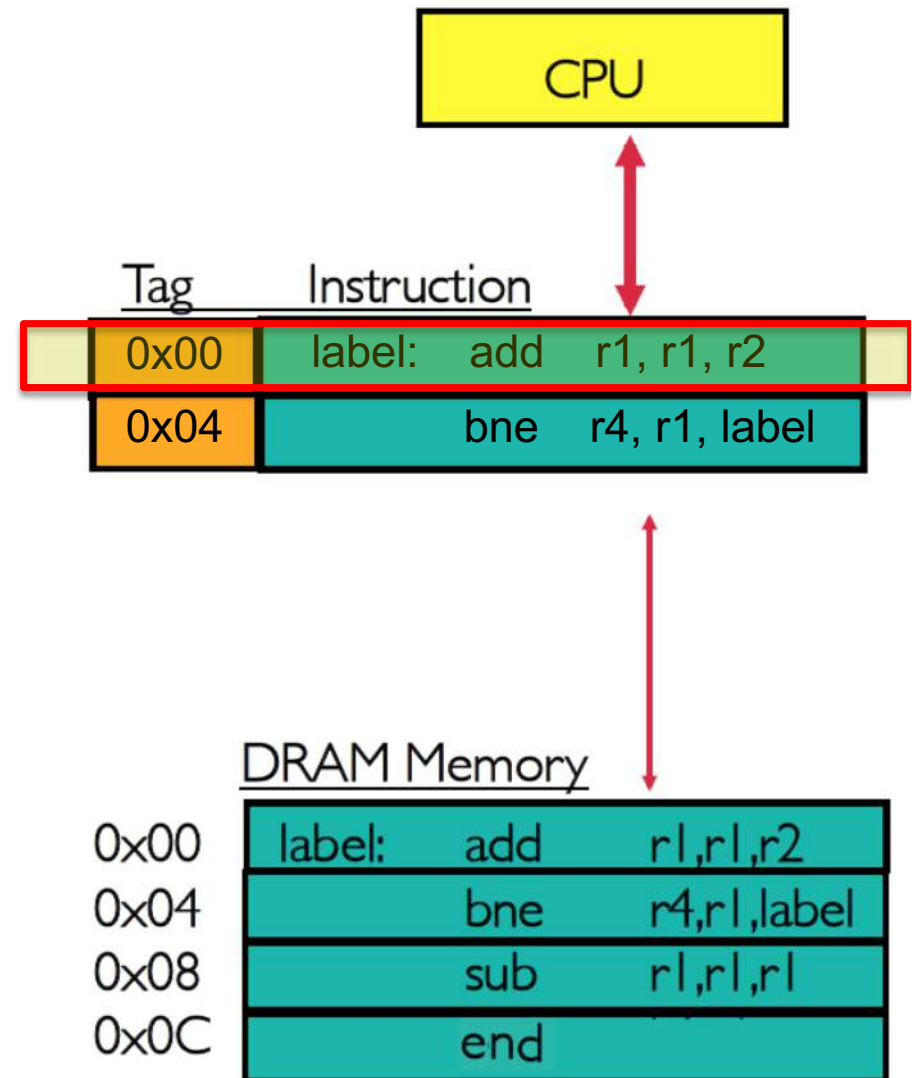 CPU
Tag Instruction
0x00 label: add r1, r1, r2
0x04 bne r4, r1, label
DRAM Memory
0x00 label: add r1,r1,r2
0x04 bne r4,r1,label
0x08 sub r1,r1,r1
0x0C end